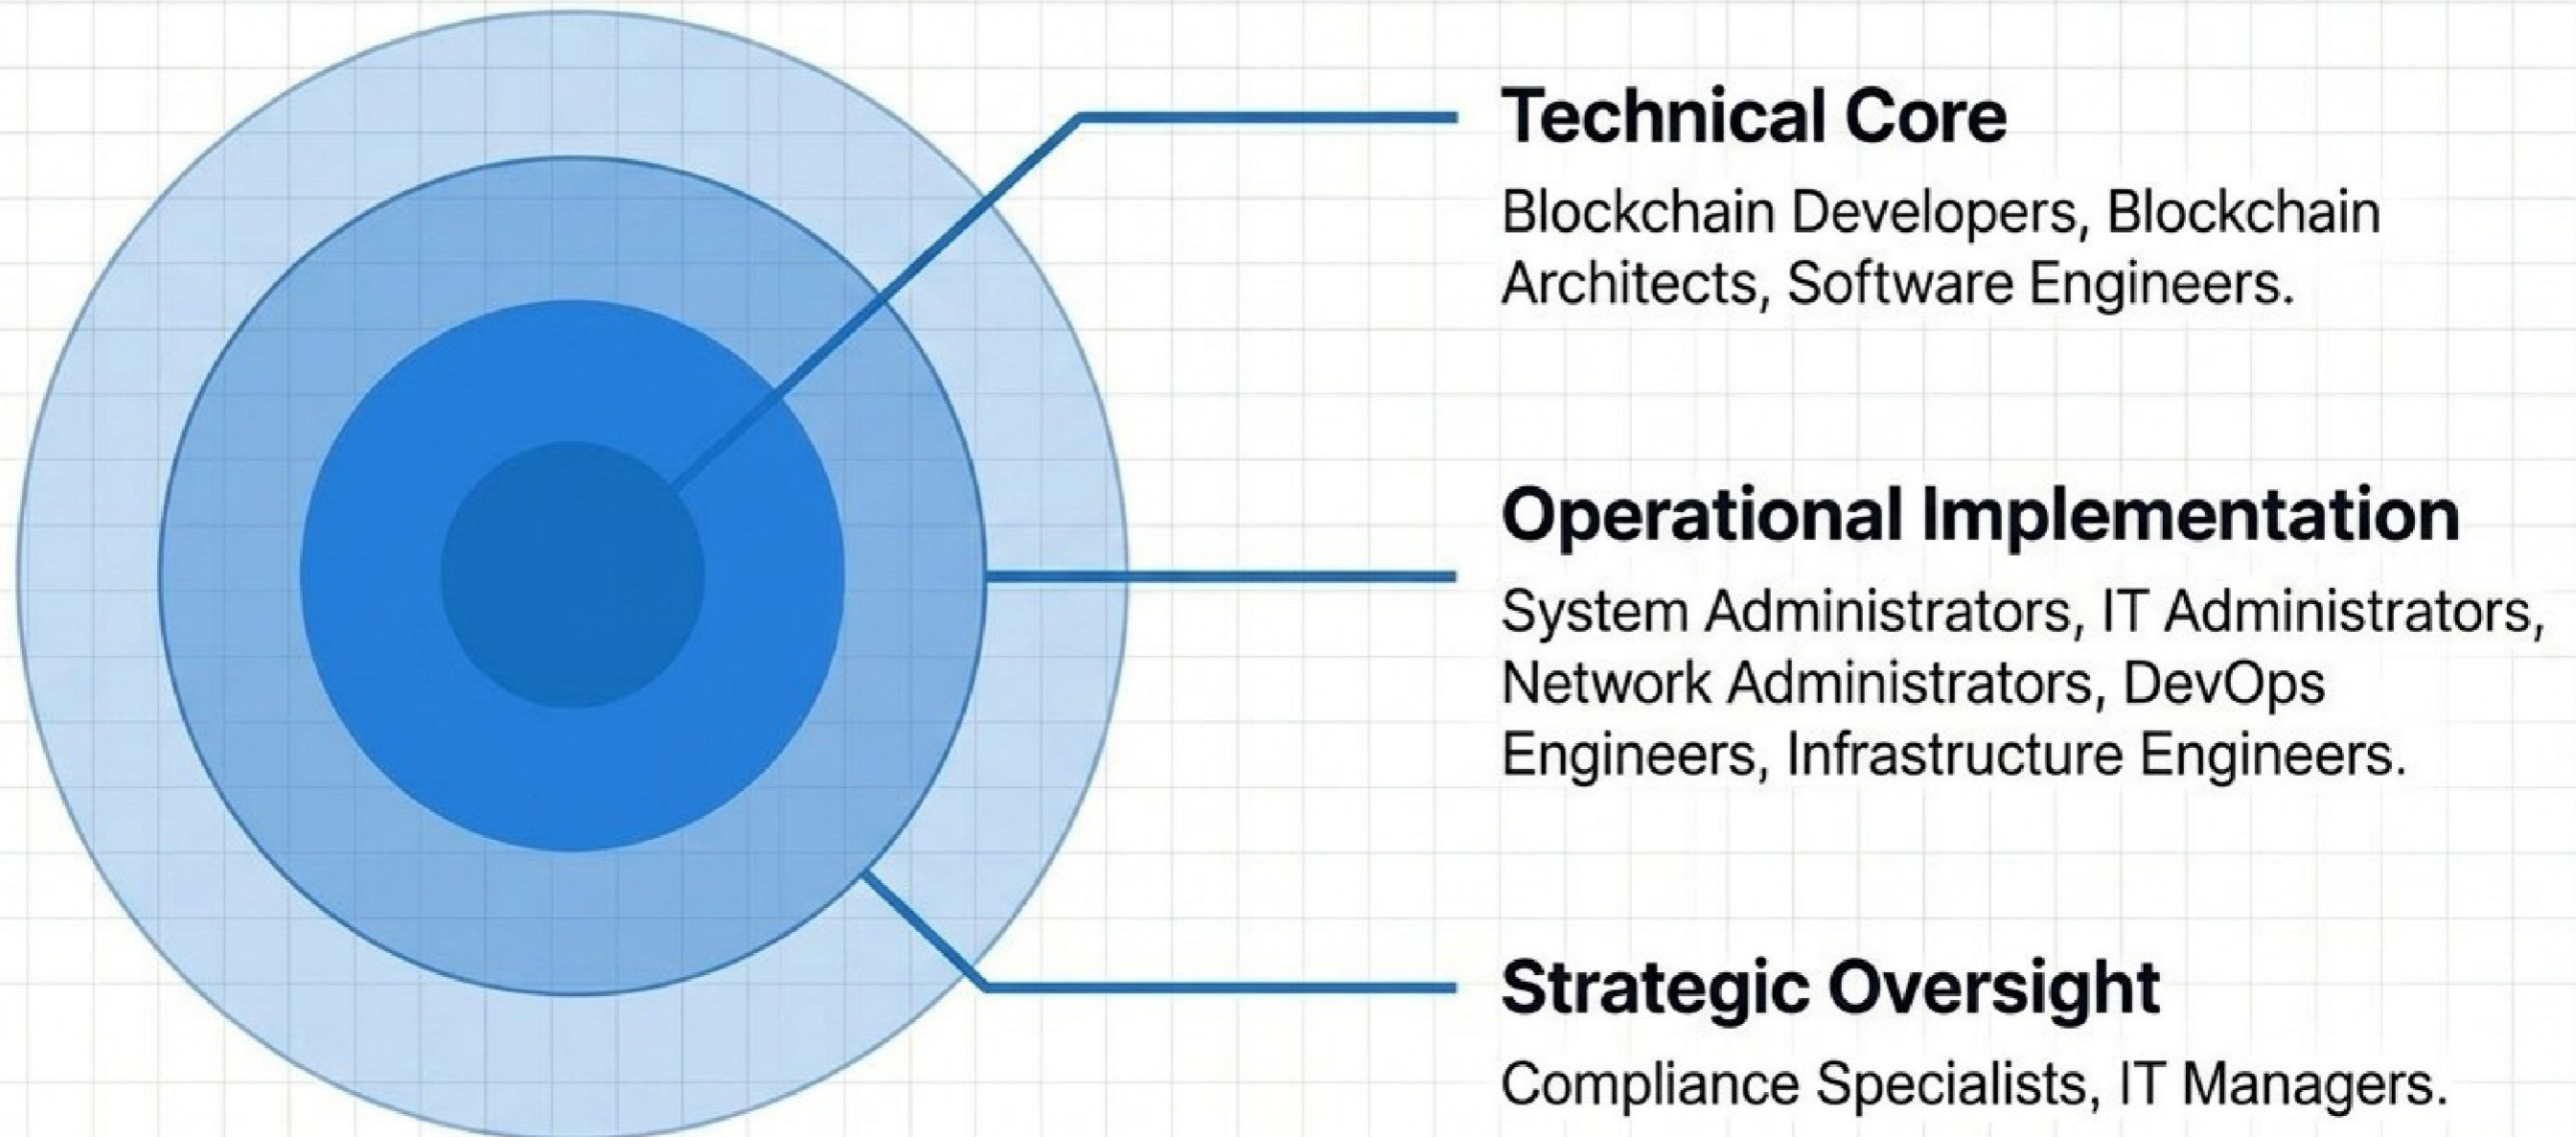 Technical Core
Blockchain Developers, Blockchain
Architects, Software Engineers.
Operational Implementation
System Administrators, IT Administrators,
Network Administrators, DevOps
Engineers, Infrastructure Engineers.
Strategic Oversight
Compliance Specialists, IT Managers.